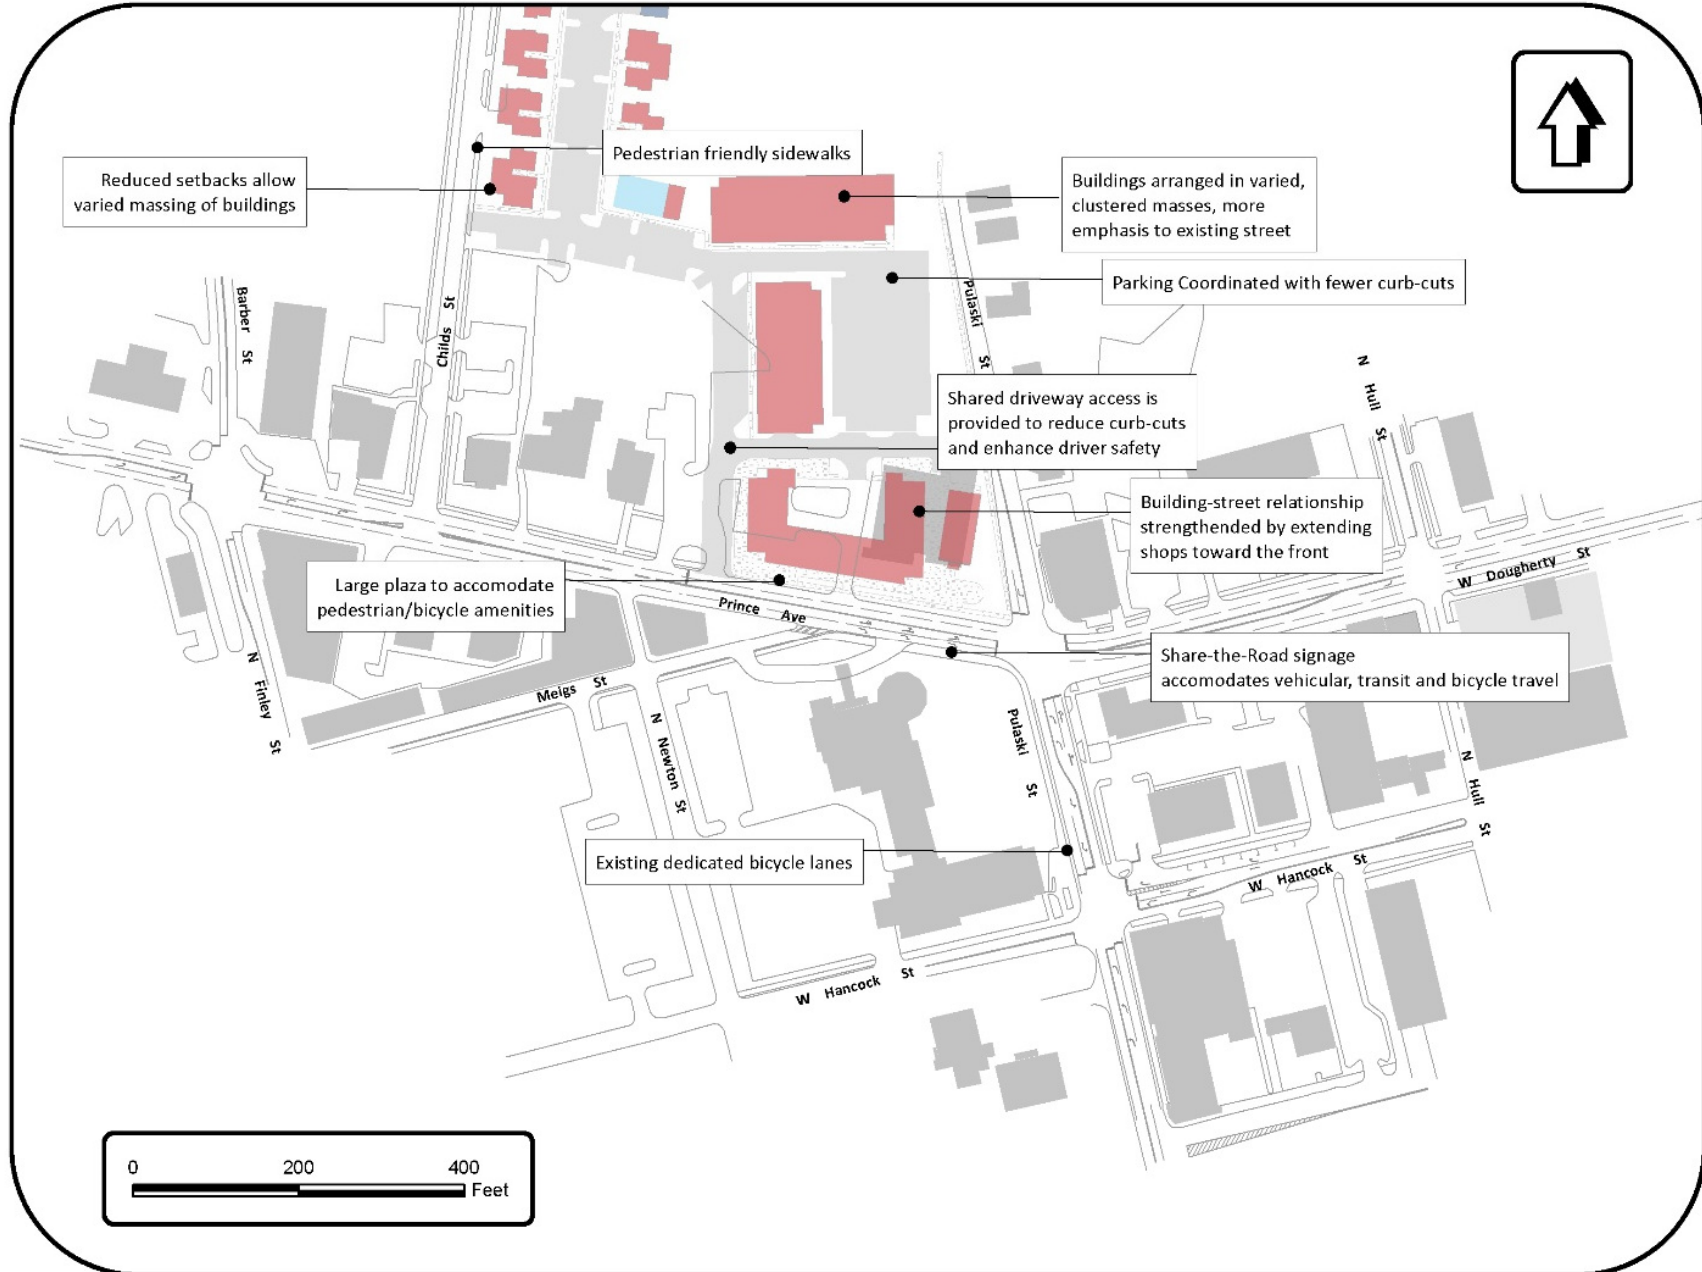 Pedestrian friendly sidewalks
Reduced setbacks allow
varied massing of buildings
Buildings arranged in varied,
clustered masses, more
emphasis to existing street
Parking Coordinated with fewer curb-cuts
Barber St
Childs St
Pulaski St
N Hull St
Shared driveway access is
provided to reduce curb-cuts
and enhance driver safety
Building-street relationship
strengthended by extending
shops toward the front
W Dougherty St
Large plaza to accomodate
pedestrian/bicycle amenities
Prince Ave
Share-the-Road signage
accomodates vehicular, transit and bicycle travel
N Finley St
Meigs St
N Newton St
Pulaski St
N Hull St
Existing dedicated bicycle lanes
W Hancock St
W Hancock St
0 200 400
Feet